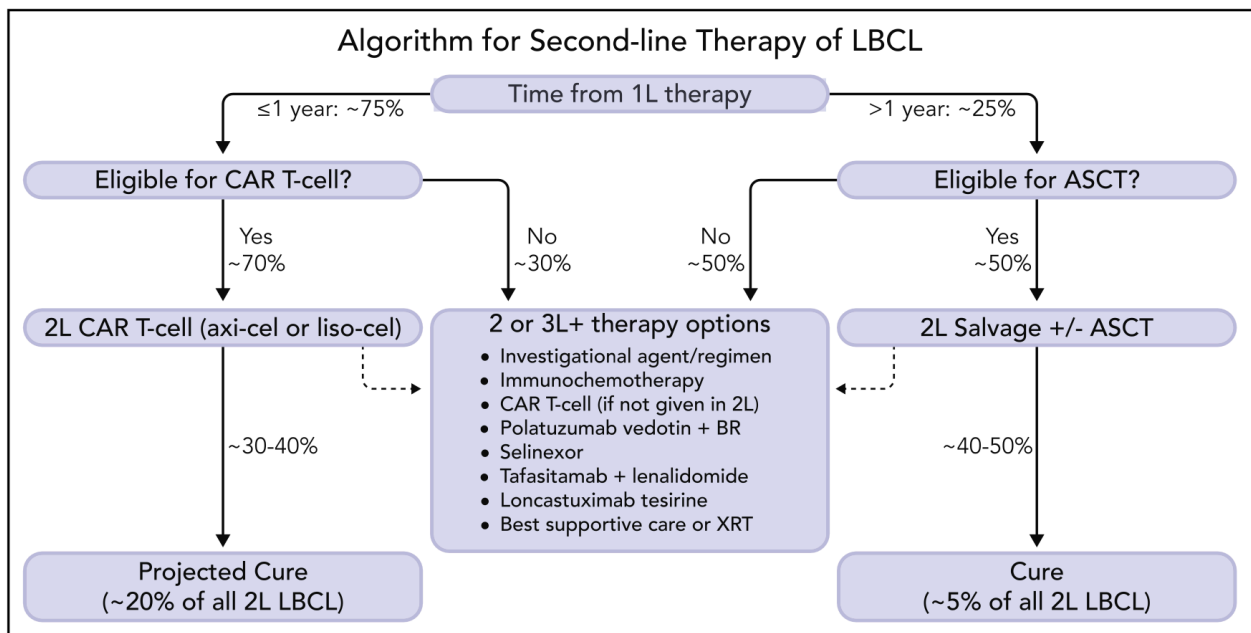 Algorithm for Second-line Therapy of LBCL
Time from 1L therapy
≤1 year: ~75%
>1 year: ~25%
Eligible for CAR T-cell?
Eligible for ASCT?
Yes
~70%
No
~30%
No
~50%
Yes
~50%
2L CAR T-cell (axi-cel or liso-cel)
2 or 3L+ therapy options
• Investigational agent/regimen
• Immunochemotherapy
• CAR T-cell (if not given in 2L)
• Polatuzumab vedotin + BR
• Selinexor
• Tafasitamab + lenalidomide
• Loncastuximab tesirine
• Best supportive care or XRT
2L Salvage +/- ASCT
~30-40%
~40-50%
Projected Cure
(~20% of all 2L LBCL)
Cure
(~5% of all 2L LBCL)